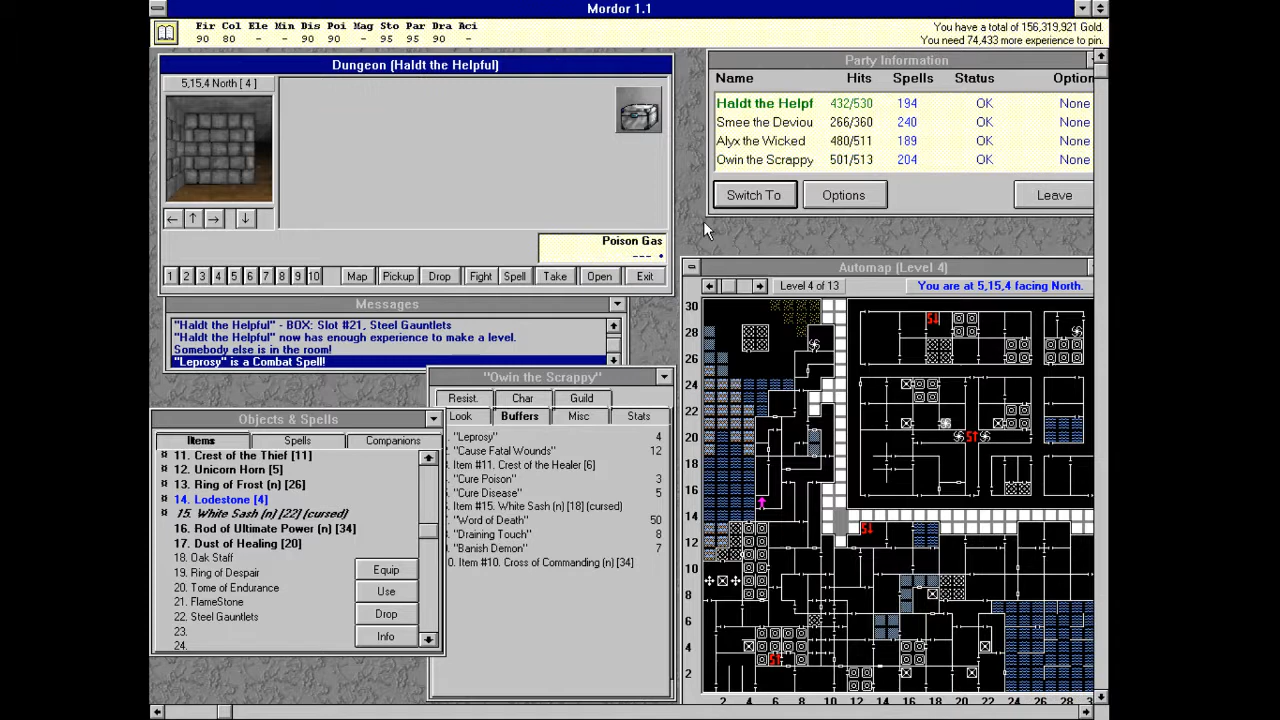 Mordor 1.1
Fir Col Ele Min Dis Poi Mag Sto Par Dra Aci
90 80 - - 90 90 - 95 95 90 -
You have a total of 156,319,921 Gold.
You need 74,433 more experience to pin.
Dungeon (Haldt the Helpful)
5,15,4 North [ 4 ]
Poison Gas
--- •
1 2 3 4 5 6 7 8 9 10 Map Pickup Drop Fight Spell Take Open Exit
Party Information
Name Hits Spells Status Option
Haldt the Helpf 432/530 194 OK None
Smee the Deviou 266/360 240 OK None
Alyx the Wicked 480/511 189 OK None
Owin the Scrappy 501/513 204 OK None
Switch To Options Leave
Messages
"Haldt the Helpful" - BOX: Slot #21, Steel Gauntlets
"Haldt the Helpful" now has enough experience to make a level.
Somebody else is in the room!
"Leprosy" is a Combat Spell!
Automap (Level 4)
Level 4 of 13 You are at 5,15,4 facing North.
30
28
26
24
22
20
18
16
14
12
10
8
6
4
2
2 4 6 8 10 12 14 16 18 20 22 24 26 28
"Owin the Scrappy"
Resist. Char Guild
Look Buffers Misc Stats
"Leprosy" 4
"Cause Fatal Wounds" 12
Item #11. Crest of the Healer [6]
"Cure Poison" 3
"Cure Disease" 5
Item #15. White Sash (n) [18] (cursed)
"Word of Death" 50
"Draining Touch" 8
"Banish Demon" 7
0. Item #10. Cross of Commanding (n) [34]
Objects & Spells
Items Spells Companions
¤ 11. Crest of the Thief [11]
¤ 12. Unicorn Horn [5]
¤ 13. Ring of Frost (n) [26]
¤ 14. Lodestone [4]
¤ 15. White Sash (n) [22] (cursed)
16. Rod of Ultimate Power (n) [34]
17. Dust of Healing [20]
18. Oak Staff
19. Ring of Despair
20. Tome of Endurance
21. FlameStone
22. Steel Gauntlets
23.
24.
Equip
Use
Drop
Info